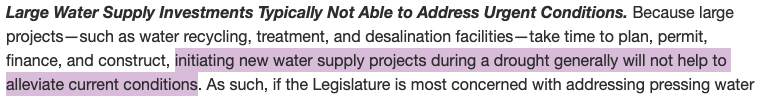 Large Water Supply Investments Typically Not Able to Address Urgent Conditions. Because large
projects—such as water recycling, treatment, and desalination facilities—take time to plan, permit,
finance, and construct, initiating new water supply projects during a drought generally will not help to
alleviate current conditions. As such, if the Legislature is most concerned with addressing pressing water